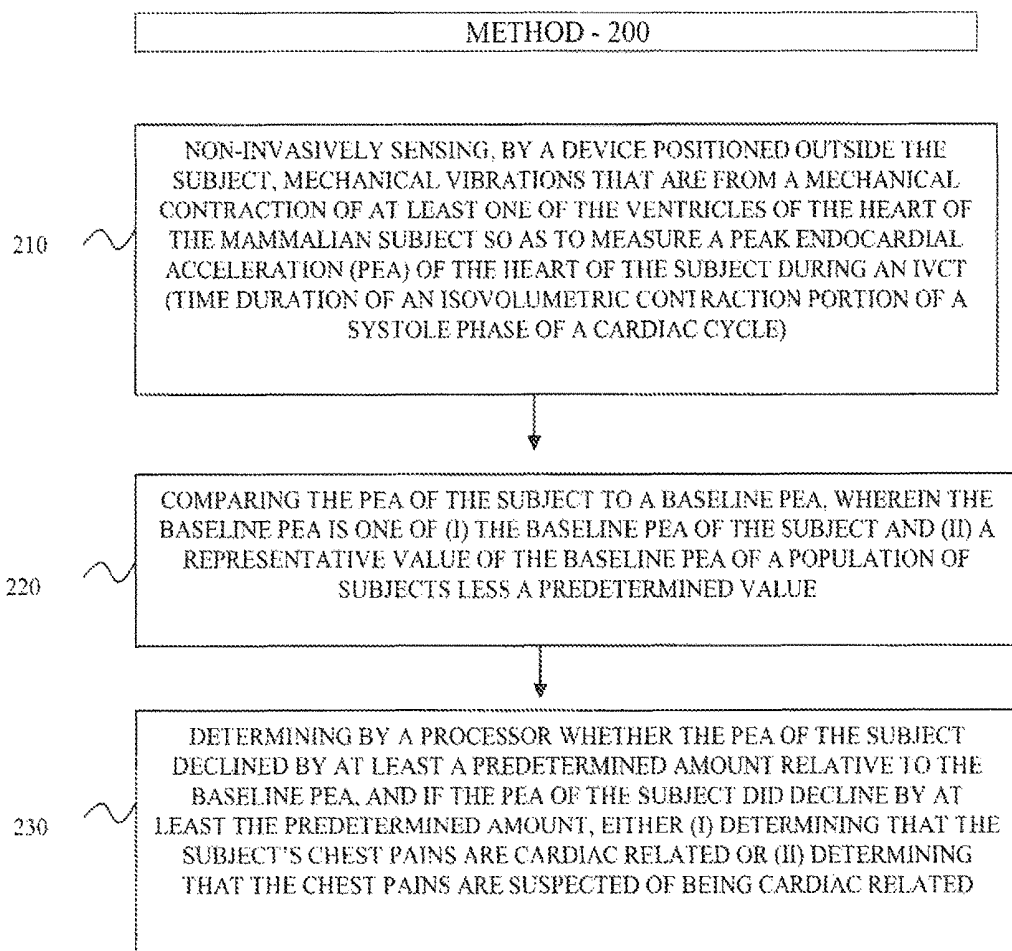 METHOD - 200
210
NON-INVASIVELY SENSING, BY A DEVICE POSITIONED OUTSIDE THE
SUBJECT, MECHANICAL VIBRATIONS THAT ARE FROM A MECHANICAL
CONTRACTION OF AT LEAST ONE OF THE VENTRICLES OF THE HEART OF
THE MAMMALIAN SUBJECT SO AS TO MEASURE A PEAK ENDOCARDIAL
ACCELERATION (PEA) OF THE HEART OF THE SUBJECT DURING AN IVCT
(TIME DURATION OF AN ISOVOLUMETRIC CONTRACTION PORTION OF A
SYSTOLE PHASE OF A CARDIAC CYCLE)
220
COMPARING THE PEA OF THE SUBJECT TO A BASELINE PEA, WHEREIN THE
BASELINE PEA IS ONE OF (I) THE BASELINE PEA OF THE SUBJECT AND (II) A
REPRESENTATIVE VALUE OF THE BASELINE PEA OF A POPULATION OF
SUBJECTS LESS A PREDETERMINED VALUE
230
DETERMINING BY A PROCESSOR WHETHER THE PEA OF THE SUBJECT
DECLINED BY AT LEAST A PREDETERMINED AMOUNT RELATIVE TO THE
BASELINE PEA, AND IF THE PEA OF THE SUBJECT DID DECLINE BY AT
LEAST THE PREDETERMINED AMOUNT, EITHER (I) DETERMINING THAT THE
SUBJECT'S CHEST PAINS ARE CARDIAC RELATED OR (II) DETERMINING
THAT THE CHEST PAINS ARE SUSPECTED OF BEING CARDIAC RELATED